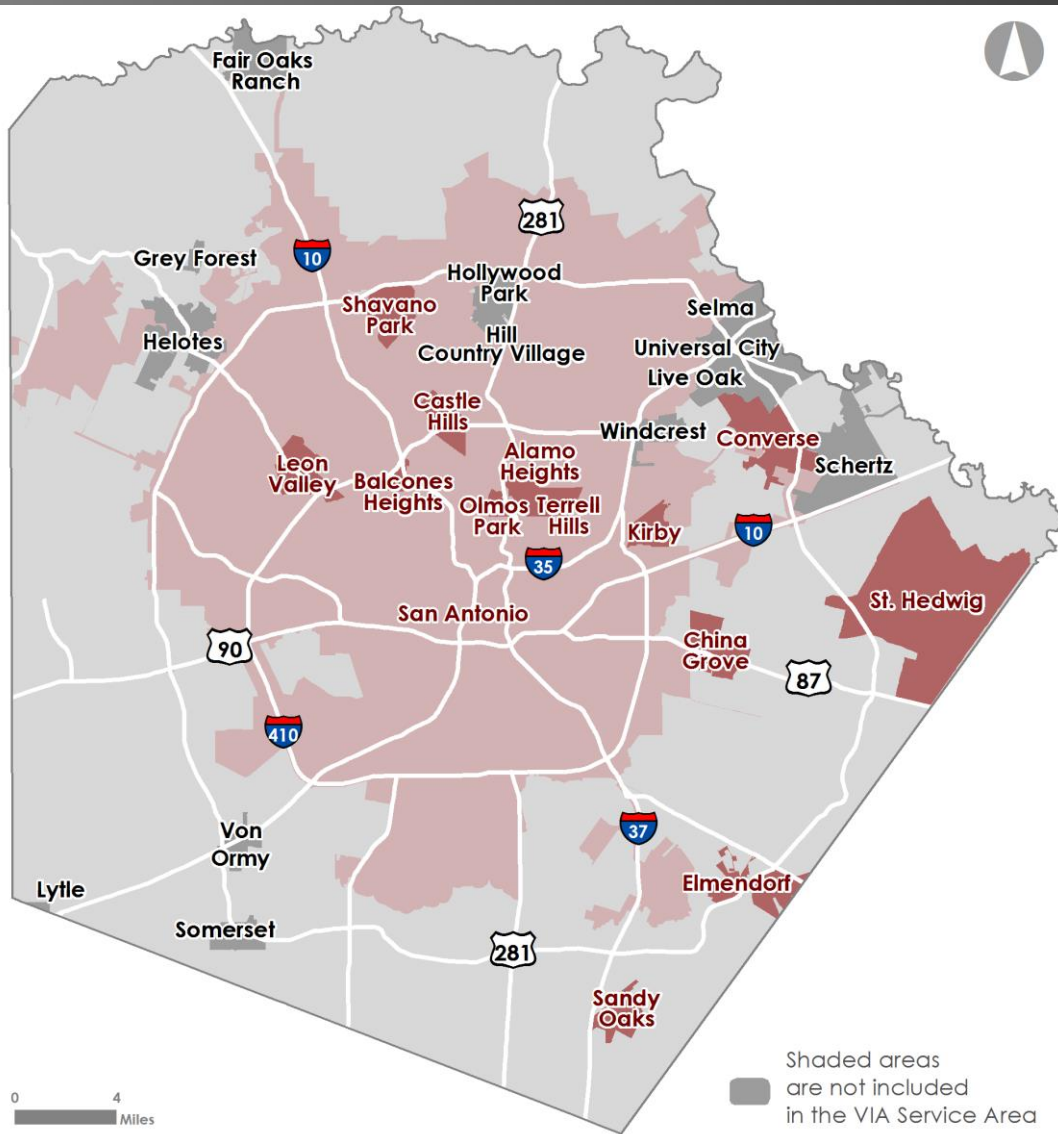 Fair Oaks
Ranch
281
Grey Forest
10
Hollywood
Park
Shavano
Park
Selma
Helotes
Hill
Country Village
Universal City
Live Oak
Castle
Hills
Windcrest
Converse
Leon
Valley
Balcones
Heights
Alamo
Heights
Schertz
Olmos
Park
Terrell
Hills
Kirby
10
35
San Antonio
St. Hedwig
90
China
Grove
87
410
Von
Ormy
37
Lytle
Elmendorf
Somerset
281
Sandy
Oaks
Shaded areas
are not included
in the VIA Service Area
0 4
Miles